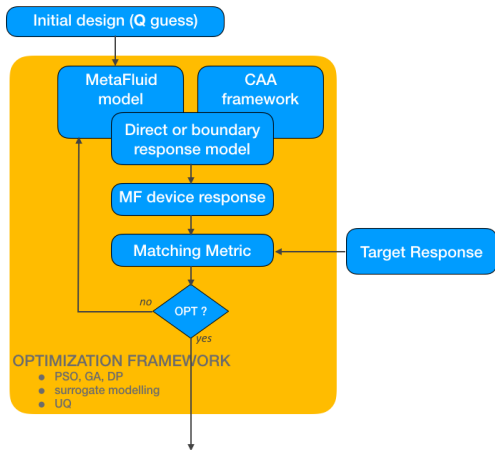 Initial design (Q guess)
MetaFluid
model
CAA
framework
Direct or boundary
response model
MF device response
Matching Metric
Target Response
no
OPT ?
yes
OPTIMIZATION FRAMEWORK
● PSO, GA, DP
● surrogate modelling
● UQ